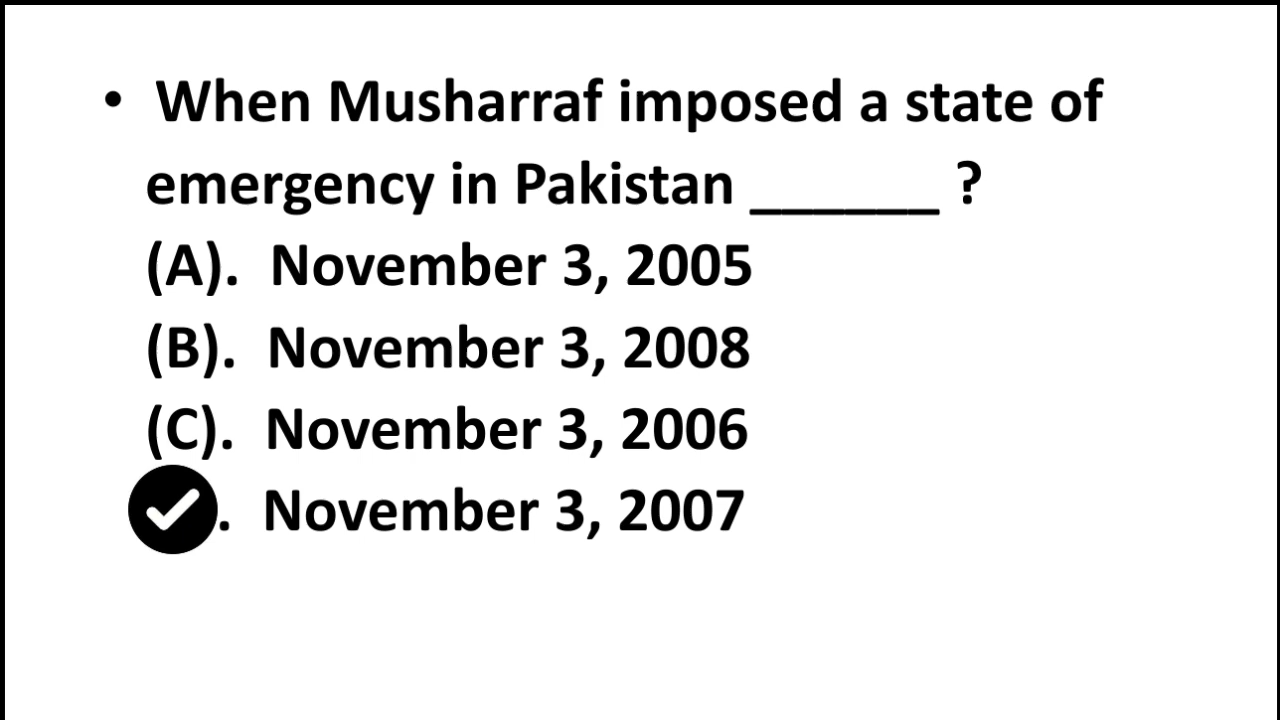 • When Musharraf imposed a state of
emergency in Pakistan ______ ?
(A). November 3, 2005
(B). November 3, 2008
(C). November 3, 2006
. November 3, 2007